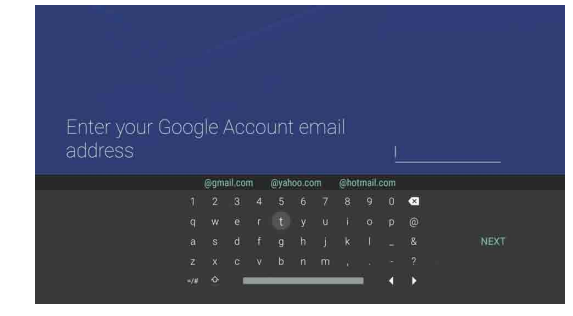 Enter your Google Account email
address
@gmail.com @yahoo.com @hotmail.com
1 2 3 4 5 6 7 8 9 0
q w e r t y u i o p @
a s d f g h j k l _ & NEXT
z x c v b n m , . - ?
=/#